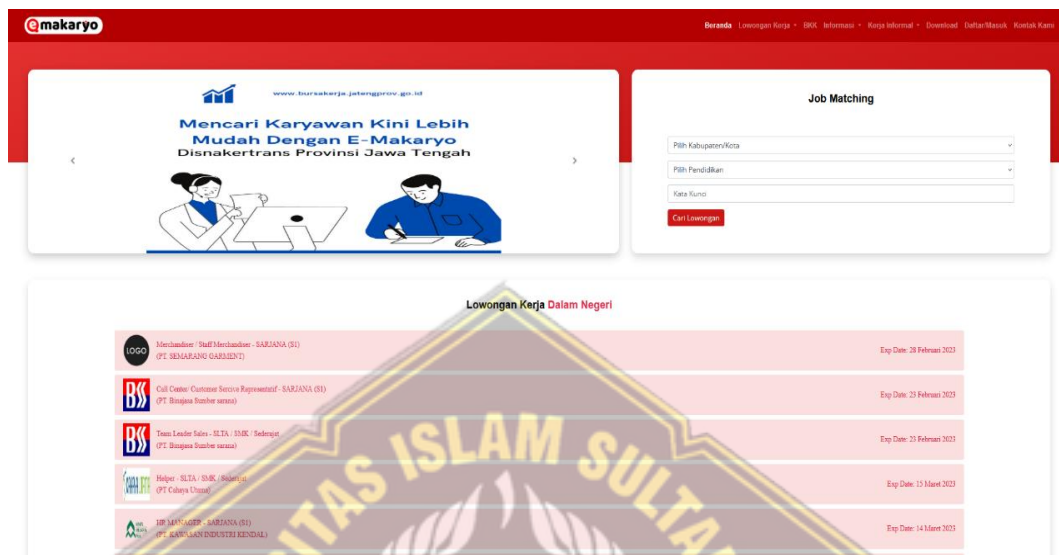 emakaryo
Beranda Lowongan Kerja BKK Informasi Kerja Informal Download Daftar/Masuk Kontak Kami
www.bursakerja.jatengprov.go.id
Mencari Karyawan Kini Lebih
Mudah Dengan E-Makaryo
Disnakertrans Provinsi Jawa Tengah
Job Matching
Pilih Kabupaten/Kota
Pilih Pendidikan
Kata Kunci
Cari Lowongan
Lowongan Kerja Dalam Negeri
LOGO
Merchandiser / Staff Merchandiser - SARJANA (S1)
(PT. SEMARANG GARMENT)
Exp Date: 28 Februari 2023
BSS
Call Center/ Customer Sercive Representatif - SARJANA (S1)
(PT. Binajasa Sumber sarana)
Exp Date: 23 Februari 2023
BSS
Team Leader Sales - SLTA / SMK / Sederajat
(PT. Binajasa Sumber sarana)
Exp Date: 23 Februari 2023
Helper - SLTA / SMK / Sederajat
(PT Cahaya Utama)
Exp Date: 15 Maret 2023
HR MANAGER - SARJANA (S1)
(PT. KAWASAN INDUSTRI KENDAL)
Exp Date: 14 Maret 2023
ISLAM